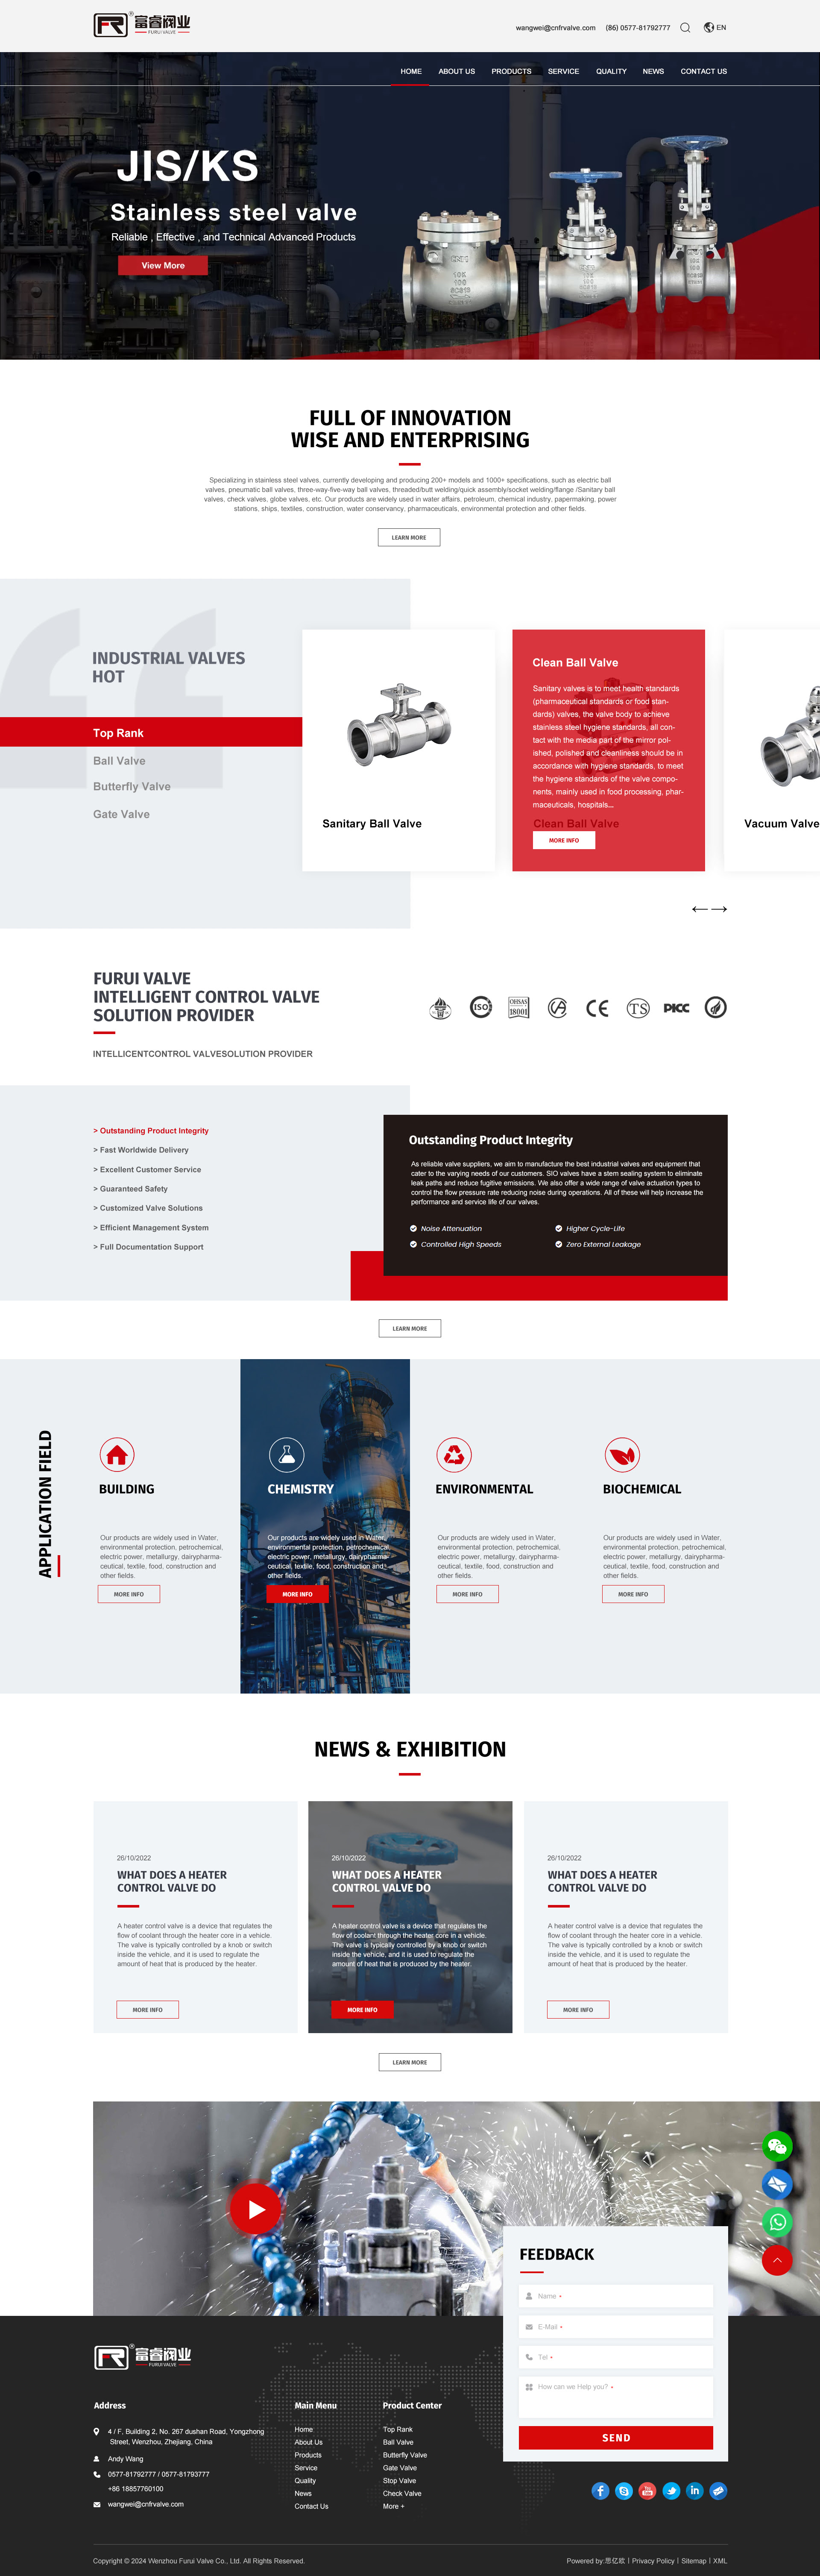 FR
富睿阀业
FURUI VALVE
wangwei@cnfrvalve.com
(86) 0577-81792777
EN
HOME
ABOUT US
PRODUCTS
SERVICE
QUALITY
NEWS
CONTACT US
JIS/KS
Stainless steel valve
Reliable , Effective , and Technical Advanced Products
View More
FULL OF INNOVATION
WISE AND ENTERPRISING
Specializing in stainless steel valves, currently developing and producing 200+ models and 1000+ specifications, such as electric ball
valves, pneumatic ball valves, three-way-five-way ball valves, threaded/butt welding/quick assembly/socket welding/flange /Sanitary ball
valves, check valves, globe valves, etc. Our products are widely used in water affairs, petroleum, chemical industry, papermaking, power
stations, ships, textiles, construction, water conservancy, pharmaceuticals, environmental protection and other fields.
LEARN MORE
INDUSTRIAL VALVES
HOT
Top Rank
Ball Valve
Butterfly Valve
Gate Valve
Sanitary Ball Valve
Clean Ball Valve
Sanitary valves is to meet health standards
(pharmaceutical standards or food stan-
dards) valves, the valve body to achieve
stainless steel hygiene standards, all con-
tact with the media part of the mirror pol-
ished, polished and cleanliness should be in
accordance with hygiene standards, to meet
the hygiene standards of the valve compo-
nents, mainly used in food processing, phar-
maceuticals, hospitals...
Clean Ball Valve
MORE INFO
Vacuum Valve
FURUI VALVE
INTELLIGENT CONTROL VALVE
SOLUTION PROVIDER
INTELLICENTCONTROL VALVESOLUTION PROVIDER
ISO
OHSAS
18001
CE
TS
PICC
> Outstanding Product Integrity
> Fast Worldwide Delivery
> Excellent Customer Service
> Guaranteed Safety
> Customized Valve Solutions
> Efficient Management System
> Full Documentation Support
Outstanding Product Integrity
As reliable valve suppliers, we aim to manufacture the best industrial valves and equipment that
cater to the varying needs of our customers. SIO valves have a stem sealing system to eliminate
leak paths and reduce fugitive emissions. We also offer a wide range of valve actuation types to
control the flow pressure rate reducing noise during operations. All of these will help increase the
performance and service life of our valves.
Noise Attenuation
Higher Cycle-Life
Controlled High Speeds
Zero External Leakage
LEARN MORE
APPLICATION FIELD
BUILDING
Our products are widely used in Water,
environmental protection, petrochemical,
electric power, metallurgy, dairypharma-
ceutical, textile, food, construction and
other fields.
MORE INFO
CHEMISTRY
Our products are widely used in Water,
environmental protection, petrochemical,
electric power, metallurgy, dairypharma-
ceutical, textile, food, construction and
other fields.
MORE INFO
ENVIRONMENTAL
Our products are widely used in Water,
environmental protection, petrochemical,
electric power, metallurgy, dairypharma-
ceutical, textile, food, construction and
other fields.
MORE INFO
BIOCHEMICAL
Our products are widely used in Water,
environmental protection, petrochemical,
electric power, metallurgy, dairypharma-
ceutical, textile, food, construction and
other fields.
MORE INFO
NEWS & EXHIBITION
26/10/2022
WHAT DOES A HEATER
CONTROL VALVE DO
A heater control valve is a device that regulates the
flow of coolant through the heater core in a vehicle.
The valve is typically controlled by a knob or switch
inside the vehicle, and it is used to regulate the
amount of heat that is produced by the heater.
MORE INFO
26/10/2022
WHAT DOES A HEATER
CONTROL VALVE DO
A heater control valve is a device that regulates the
flow of coolant through the heater core in a vehicle.
The valve is typically controlled by a knob or switch
inside the vehicle, and it is used to regulate the
amount of heat that is produced by the heater.
MORE INFO
26/10/2022
WHAT DOES A HEATER
CONTROL VALVE DO
A heater control valve is a device that regulates the
flow of coolant through the heater core in a vehicle.
The valve is typically controlled by a knob or switch
inside the vehicle, and it is used to regulate the
amount of heat that is produced by the heater.
MORE INFO
LEARN MORE
FEEDBACK
Name *
E-Mail *
Tel *
How can we Help you? *
SEND
FR
富睿阀业
FURUI VALVE
Address
4 / F, Building 2, No. 267 dushan Road, Yongzhong
Street, Wenzhou, Zhejiang, China
Andy Wang
0577-81792777 / 0577-81793777
+86 18857760100
wangwei@cnfrvalve.com
Main Menu
Home
About Us
Products
Service
Quality
News
Contact Us
Product Center
Top Rank
Ball Valve
Butterfly Valve
Gate Valve
Stop Valve
Check Valve
More +
Copyright © 2024 Wenzhou Furui Valve Co., Ltd. All Rights Reserved.
Powered by:思亿欧 | Privacy Policy | Sitemap | XML